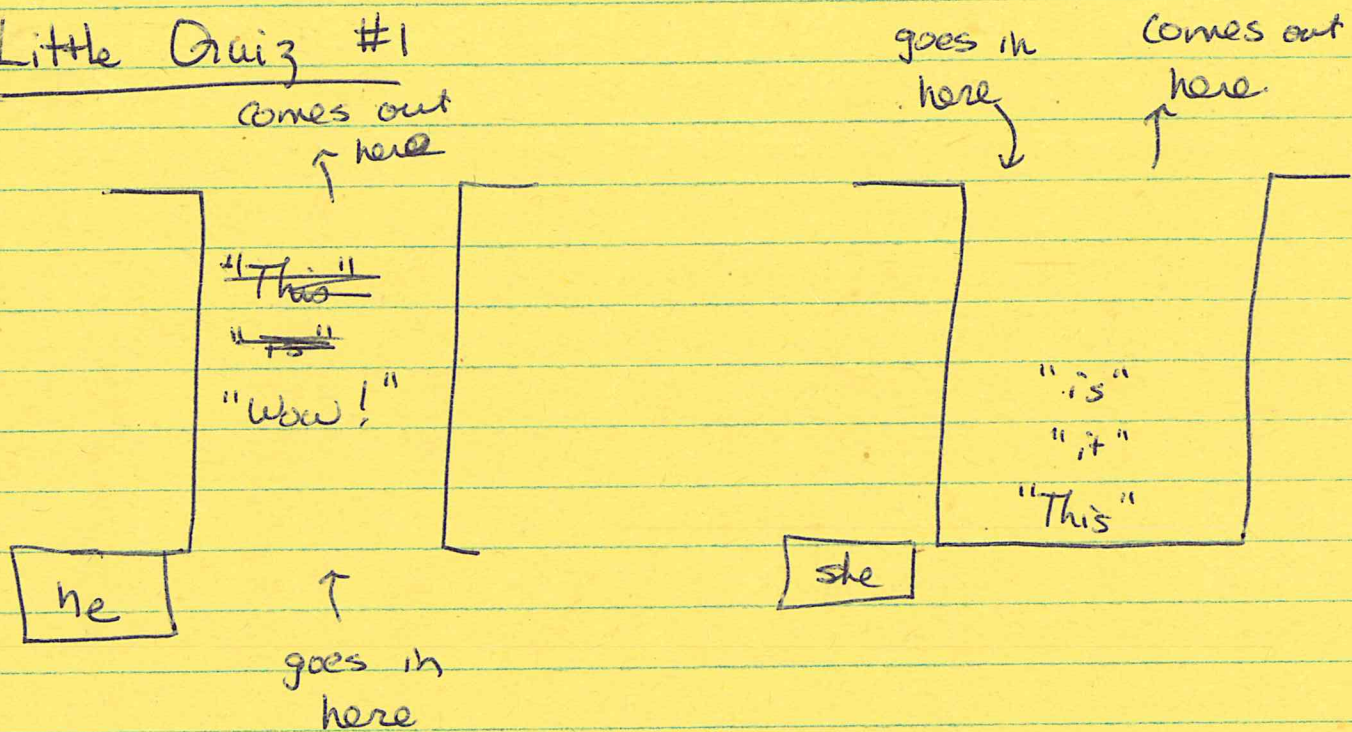 Little Quiz #1
comes out
here
"This"
"is"
"Wow!"
he
goes in
here
goes in
here
comes out
here
"is"
"it"
"This"
she